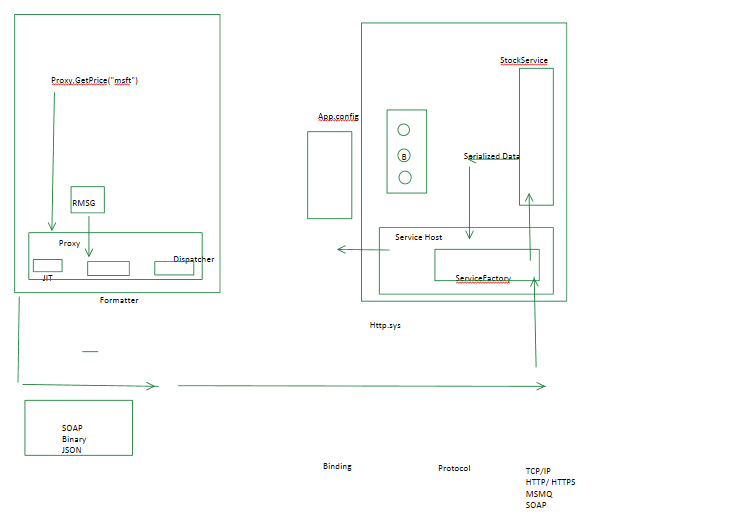 StockService
Proxy.GetPrice("msft")
App.config
B
Serialized Data
RMSG
Service Host
Proxy
Dispatcher
JIT
ServiceFactory
Formatter
Http.sys
SOAP
Binary
JSON
Binding
Protocol
TCP/IP
HTTP/ HTTPS
MSMQ
SOAP